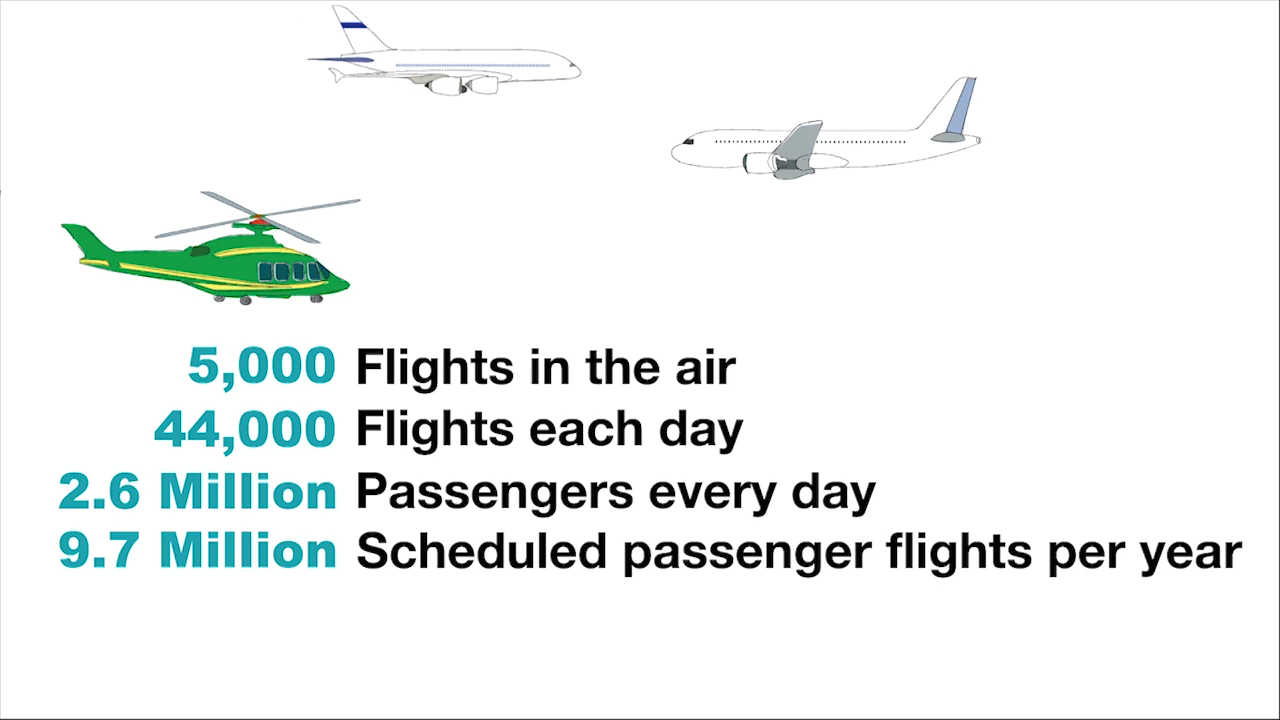 5,000 Flights in the air
44,000 Flights each day
2.6 Million Passengers every day
9.7 Million Scheduled passenger flights per year